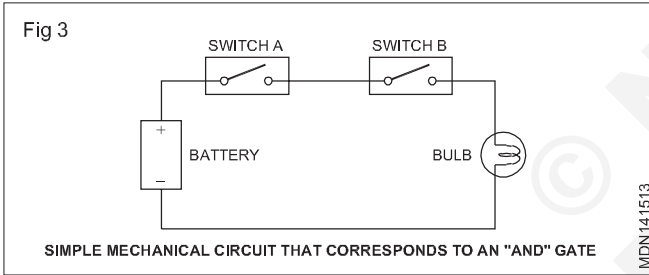 Fig 3
SWITCH A
SWITCH B
+
BATTERY
–
BULB
©
SIMPLE MECHANICAL CIRCUIT THAT CORRESPONDS TO AN "AND" GATE
MDN141513